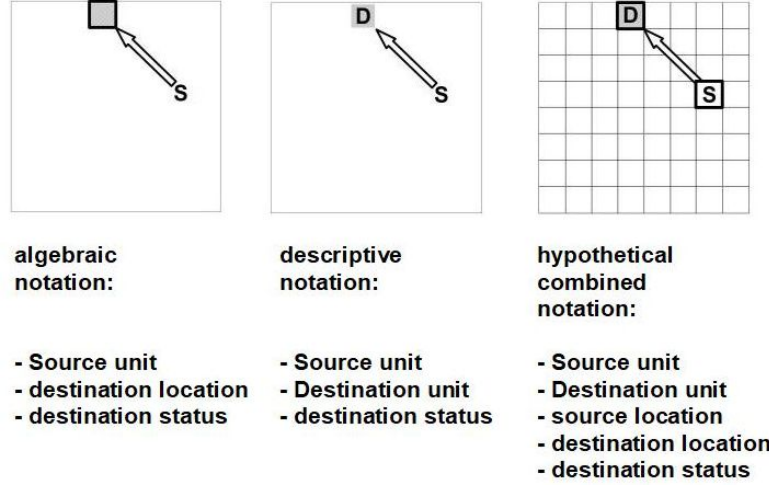 S
D
S
D
S
algebraic
notation:
- Source unit
- destination location
- destination status
descriptive
notation:
- Source unit
- Destination unit
- destination status
hypothetical
combined
notation:
- Source unit
- Destination unit
- source location
- destination location
- destination status